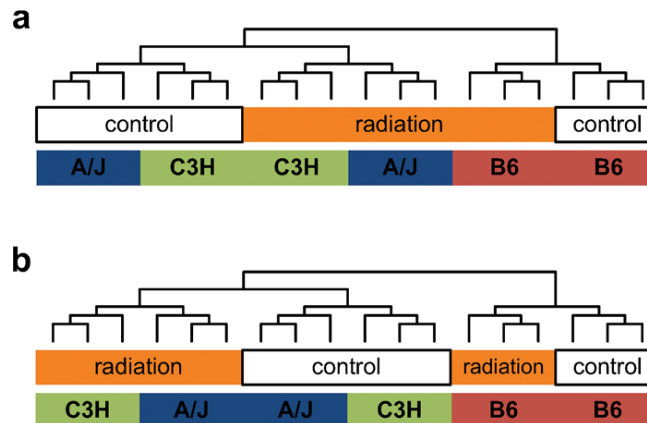 a
control radiation control
A/J C3H C3H A/J B6 B6
b
radiation control radiation control
C3H A/J A/J C3H B6 B6